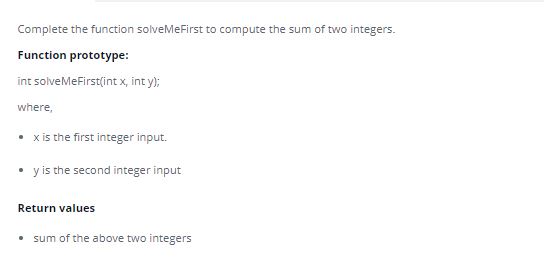 Complete the function solveMeFirst to compute the sum of two integers.
Function prototype:
int solveMeFirst(int x, int y);
where,
• x is the first integer input.
• y is the second integer input
Return values
• sum of the above two integers